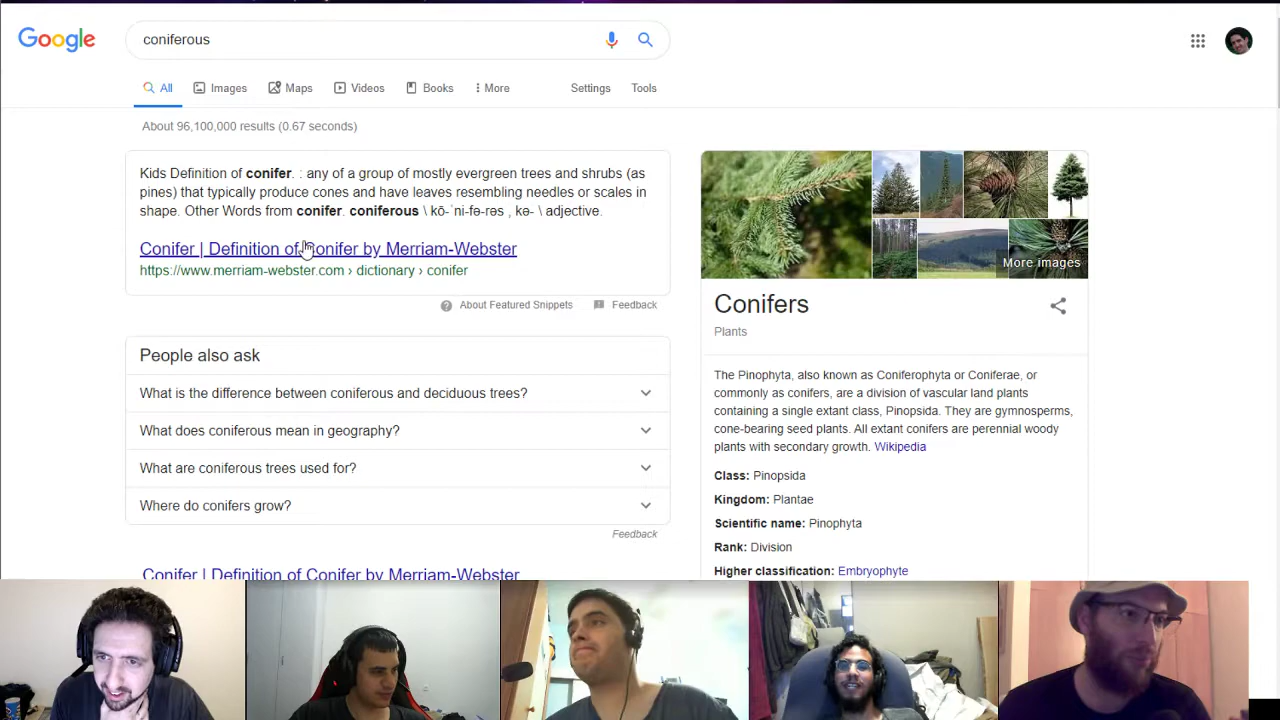 Google
coniferous
All
Images
Maps
Videos
Books
More
Settings
Tools
About 96,100,000 results (0.67 seconds)
Kids Definition of conifer. : any of a group of mostly evergreen trees and shrubs (as
pines) that typically produce cones and have leaves resembling needles or scales in
shape. Other Words from conifer. coniferous \ kō-ˈni-fə-rəs , kə- \ adjective.
Conifer | Definition of Conifer by Merriam-Webster
https://www.merriam-webster.com › dictionary › conifer
About Featured Snippets
Feedback
People also ask
What is the difference between coniferous and deciduous trees?
What does coniferous mean in geography?
What are coniferous trees used for?
Where do conifers grow?
Feedback
Conifer | Definition of Conifer by Merriam-Webster
More images
Conifers
Plants
The Pinophyta, also known as Coniferophyta or Coniferae, or
commonly as conifers, are a division of vascular land plants
containing a single extant class, Pinopsida. They are gymnosperms,
cone-bearing seed plants. All extant conifers are perennial woody
plants with secondary growth. Wikipedia
Class: Pinopsida
Kingdom: Plantae
Scientific name: Pinophyta
Rank: Division
Higher classification: Embryophyte